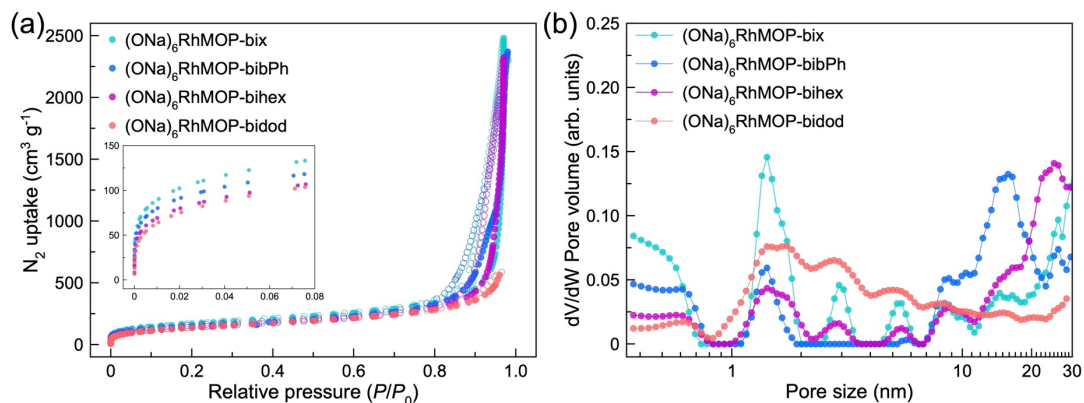 (a)
(ONa)6RhMOP-bix
(ONa)6RhMOP-bibPh
(ONa)6RhMOP-bihex
(ONa)6RhMOP-bidod
N2 uptake (cm3 g-1)
2500
2000
1500
1000
500
0
150
100
50
0
0 0.02 0.04 0.06 0.08
0 0.2 0.4 0.6 0.8 1.0
Relative pressure (P/P0)
(b)
(ONa)6RhMOP-bix
(ONa)6RhMOP-bibPh
(ONa)6RhMOP-bihex
(ONa)6RhMOP-bidod
dV/dW Pore volume (arb. units)
0.25
0.20
0.15
0.10
0.05
0
1 10 20 30
Pore size (nm)